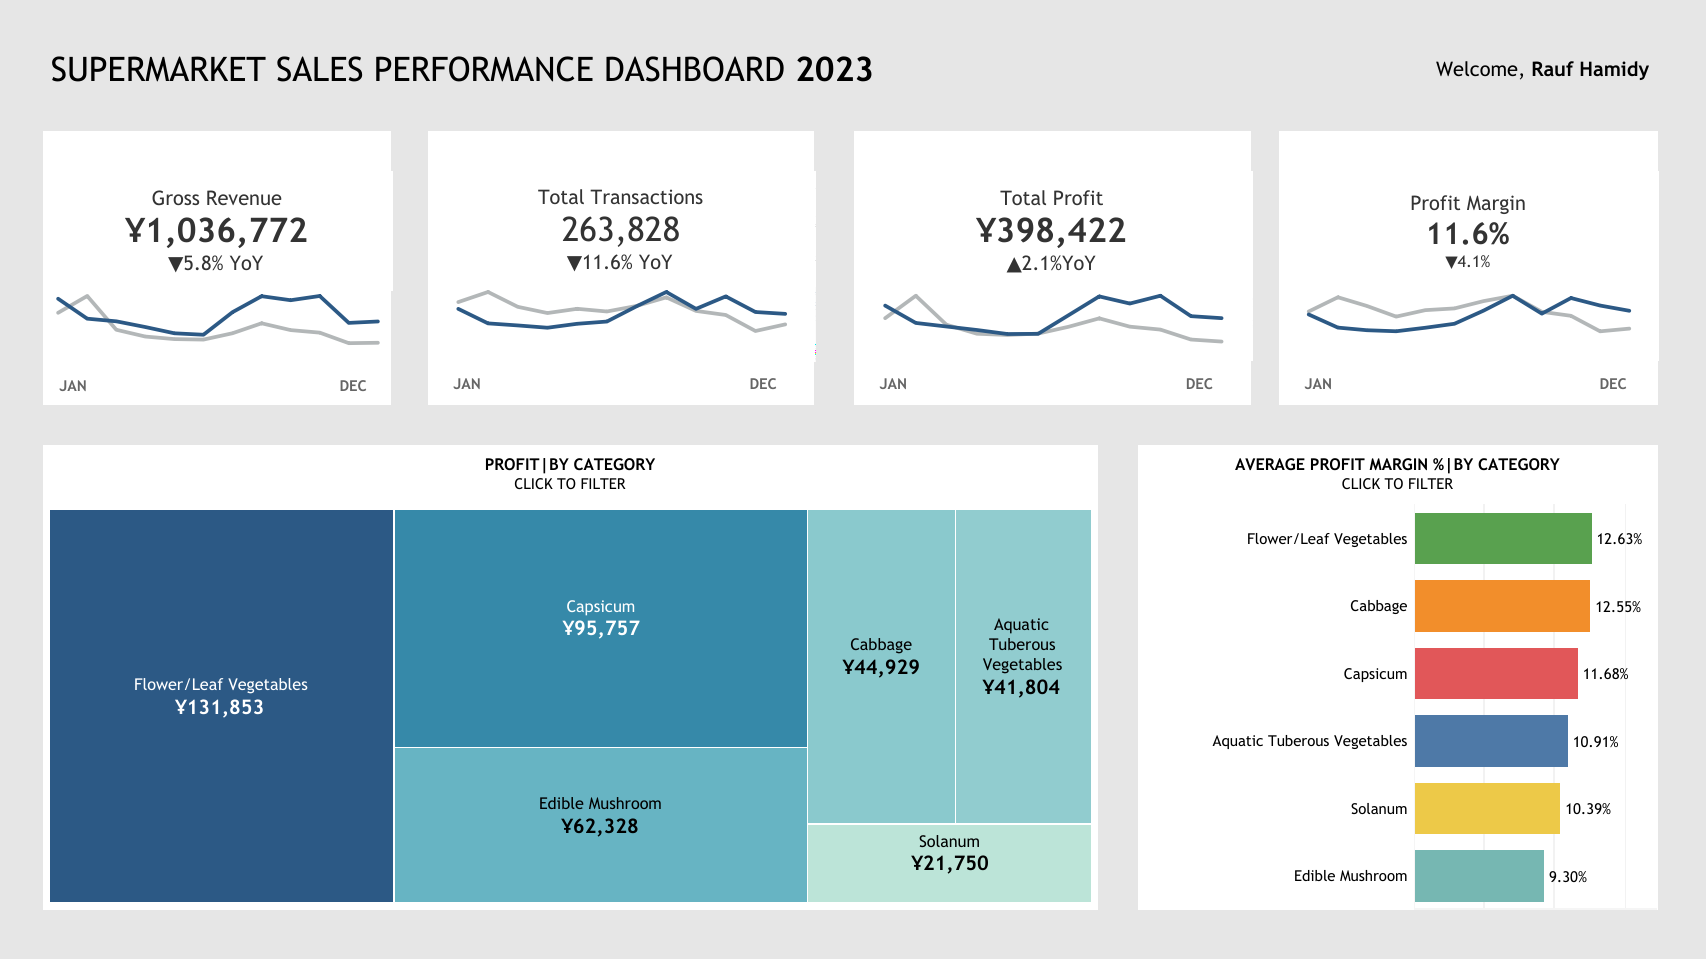 SUPERMARKET SALES PERFORMANCE DASHBOARD 2023
Welcome, Rauf Hamidy
Gross Revenue
¥1,036,772
▼5.8% YoY
JAN DEC
Total Transactions
263,828
▼11.6% YoY
JAN DEC
Total Profit
¥398,422
▲2.1%YoY
JAN DEC
Profit Margin
11.6%
▼4.1%
JAN DEC
PROFIT|BY CATEGORY
CLICK TO FILTER
Flower/Leaf Vegetables
¥131,853
Capsicum
¥95,757
Edible Mushroom
¥62,328
Cabbage
¥44,929
Aquatic
Tuberous
Vegetables
¥41,804
Solanum
¥21,750
AVERAGE PROFIT MARGIN %|BY CATEGORY
CLICK TO FILTER
Flower/Leaf Vegetables 12.63%
Cabbage 12.55%
Capsicum 11.68%
Aquatic Tuberous Vegetables 10.91%
Solanum 10.39%
Edible Mushroom 9.30%